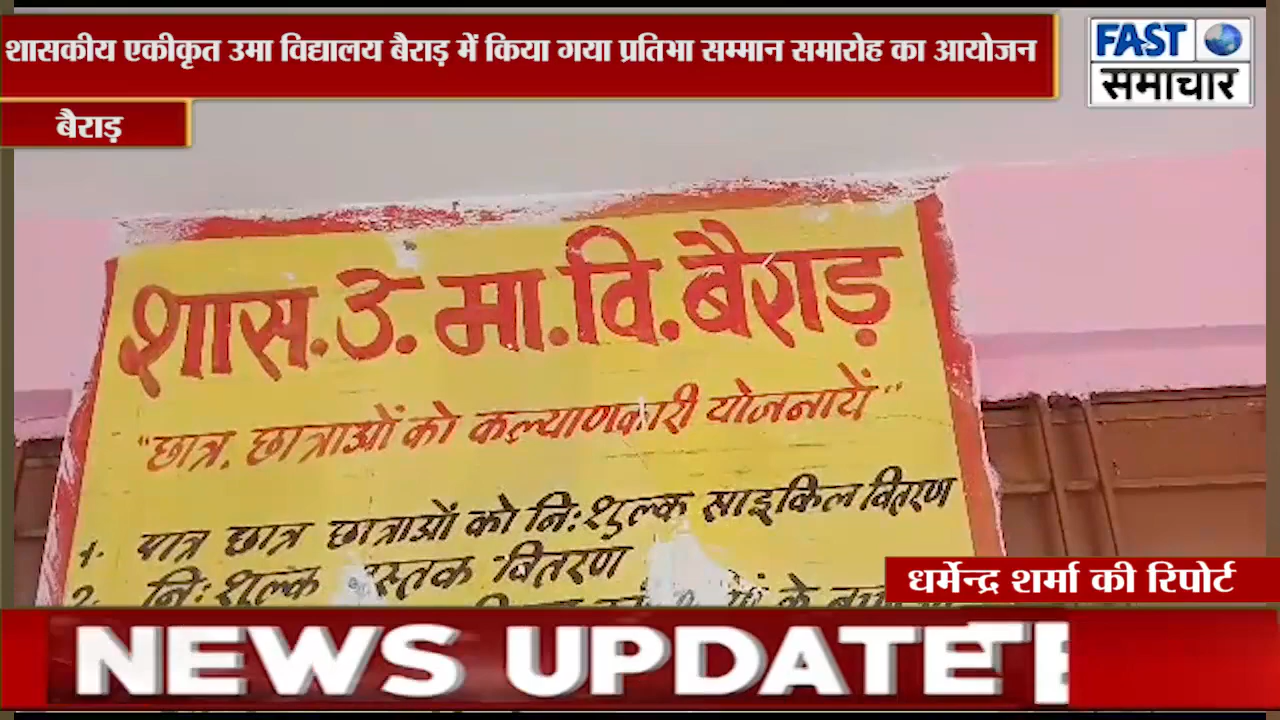 शासकीय एकीकृत उमा विद्यालय बैराड़ में किया गया प्रतिभा सम्मान समारोह का आयोजन
FAST
समाचार
बैराड़
शास. उ. मा. वि. बैराड़
"छात्र, छात्राओं को कल्याणकारी योजनायें"
1. पात्र छात्र छात्राओं को नि:शुल्क साइकिल वितरण
2. नि:शुल्क वितरण
धर्मेन्द्र शर्मा की रिपोर्ट
NEWS UPDATE